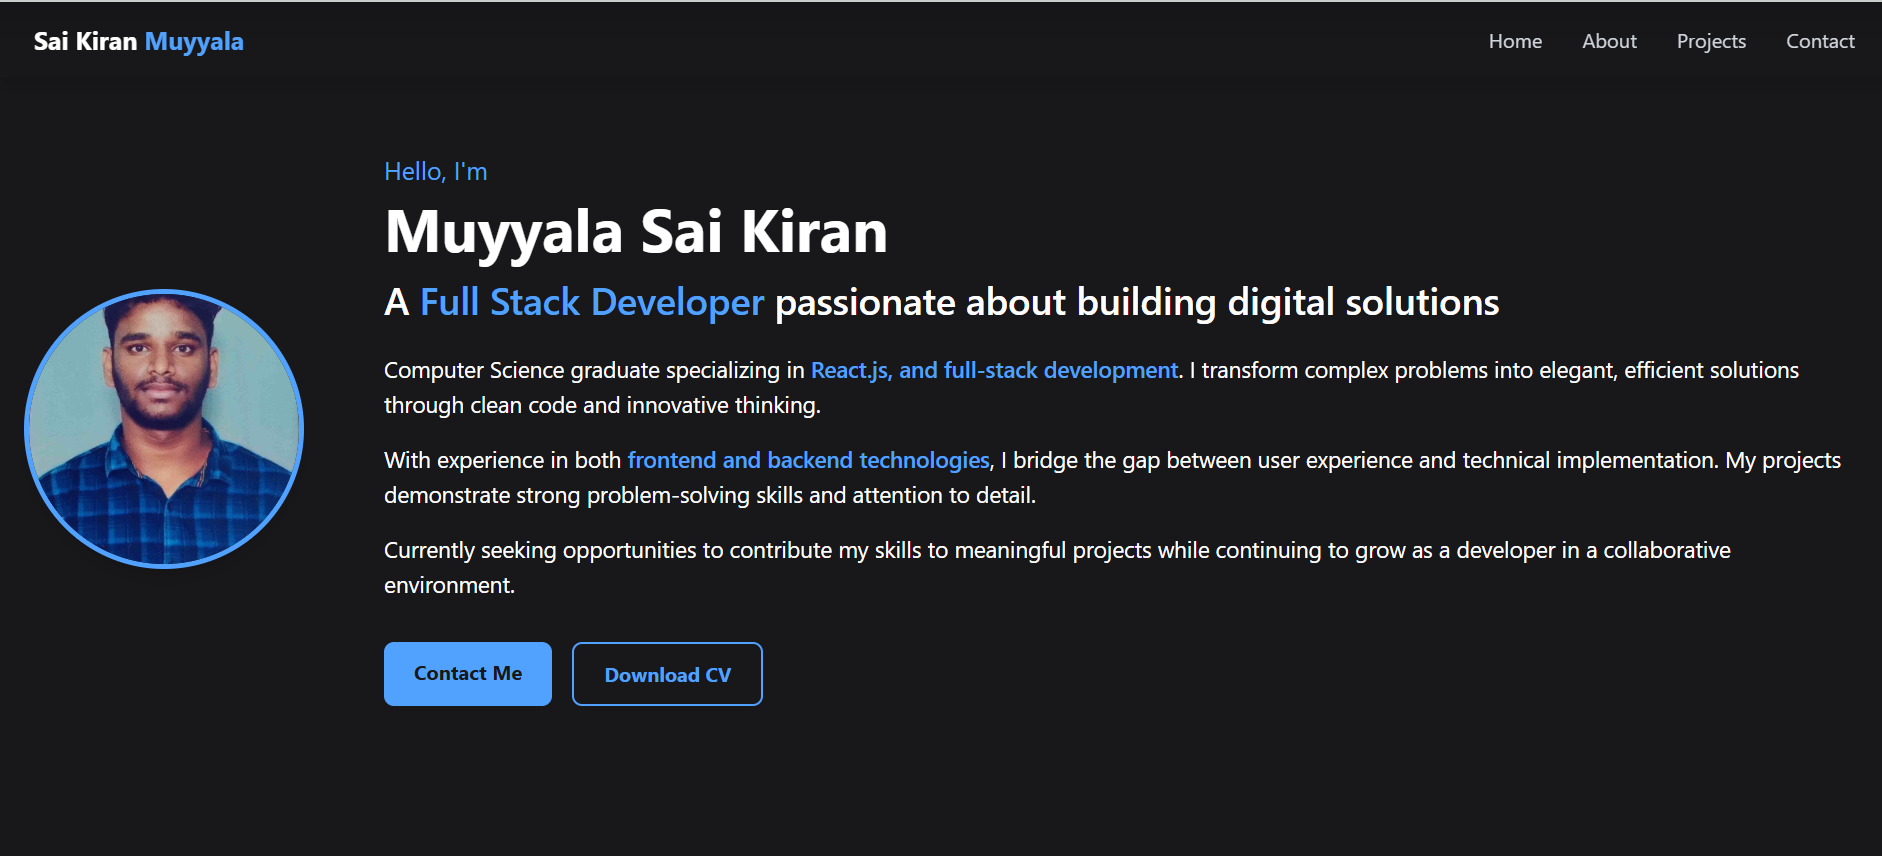 Sai Kiran Muyyala
Home
About
Projects
Contact
Hello, I'm
Muyyala Sai Kiran
A Full Stack Developer passionate about building digital solutions
Computer Science graduate specializing in React.js, and full-stack development. I transform complex problems into elegant, efficient solutions
through clean code and innovative thinking.
With experience in both frontend and backend technologies, I bridge the gap between user experience and technical implementation. My projects
demonstrate strong problem-solving skills and attention to detail.
Currently seeking opportunities to contribute my skills to meaningful projects while continuing to grow as a developer in a collaborative
environment.
Contact Me
Download CV